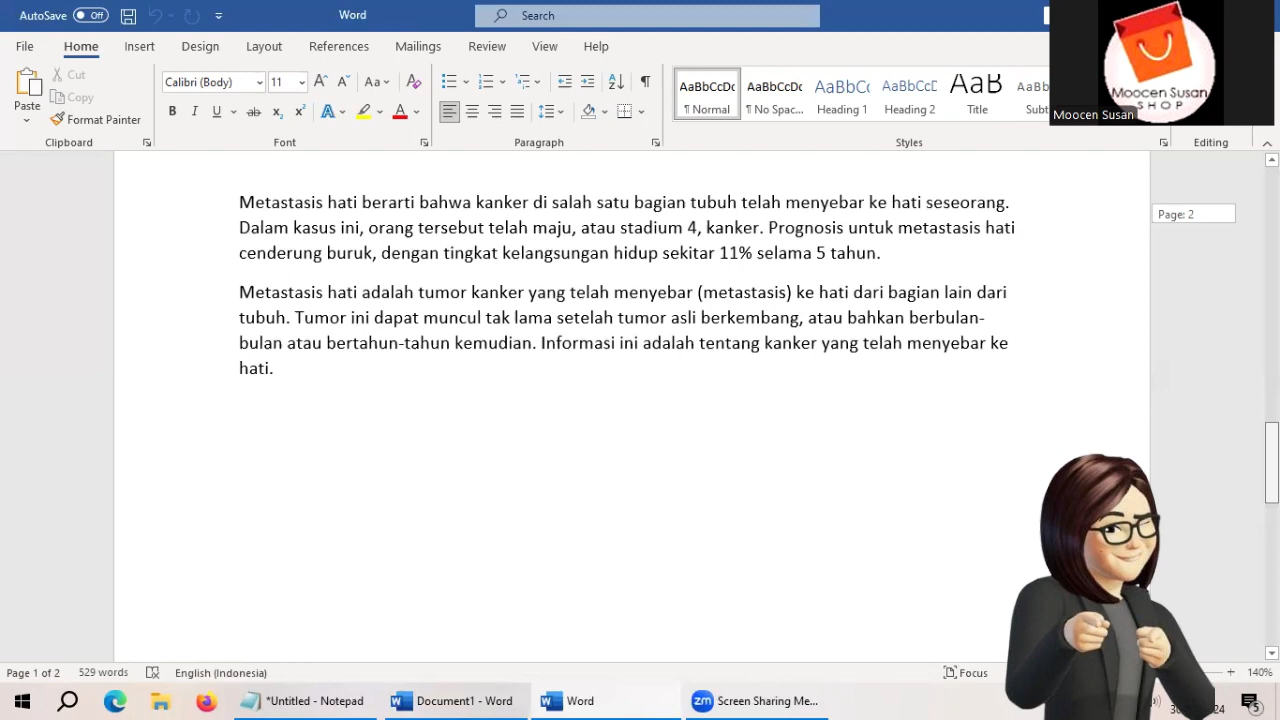 AutoSave Off
Word
Search
File Home Insert Design Layout References Mailings Review View Help
Paste
Cut
Copy
Format Painter
Calibri (Body) 11
AaBbCcDc AaBbCcDc AaBbCc AaBbCcD AaB
¶ Normal ¶ No Spac... Heading 1 Heading 2 Title Subt
Clipboard Font Paragraph Styles Editing
Moocen Susan
SHOP
Moocen Susan
Page: 2
Metastasis hati berarti bahwa kanker di salah satu bagian tubuh telah menyebar ke hati seseorang.
Dalam kasus ini, orang tersebut telah maju, atau stadium 4, kanker. Prognosis untuk metastasis hati
cenderung buruk, dengan tingkat kelangsungan hidup sekitar 11% selama 5 tahun.
Metastasis hati adalah tumor kanker yang telah menyebar (metastasis) ke hati dari bagian lain dari
tubuh. Tumor ini dapat muncul tak lama setelah tumor asli berkembang, atau bahkan berbulan-
bulan atau bertahun-tahun kemudian. Informasi ini adalah tentang kanker yang telah menyebar ke
hati.
Page 1 of 2 529 words English (Indonesia) Focus 140%
*Untitled - Notepad Document1 - Word Word Screen Sharing Me...